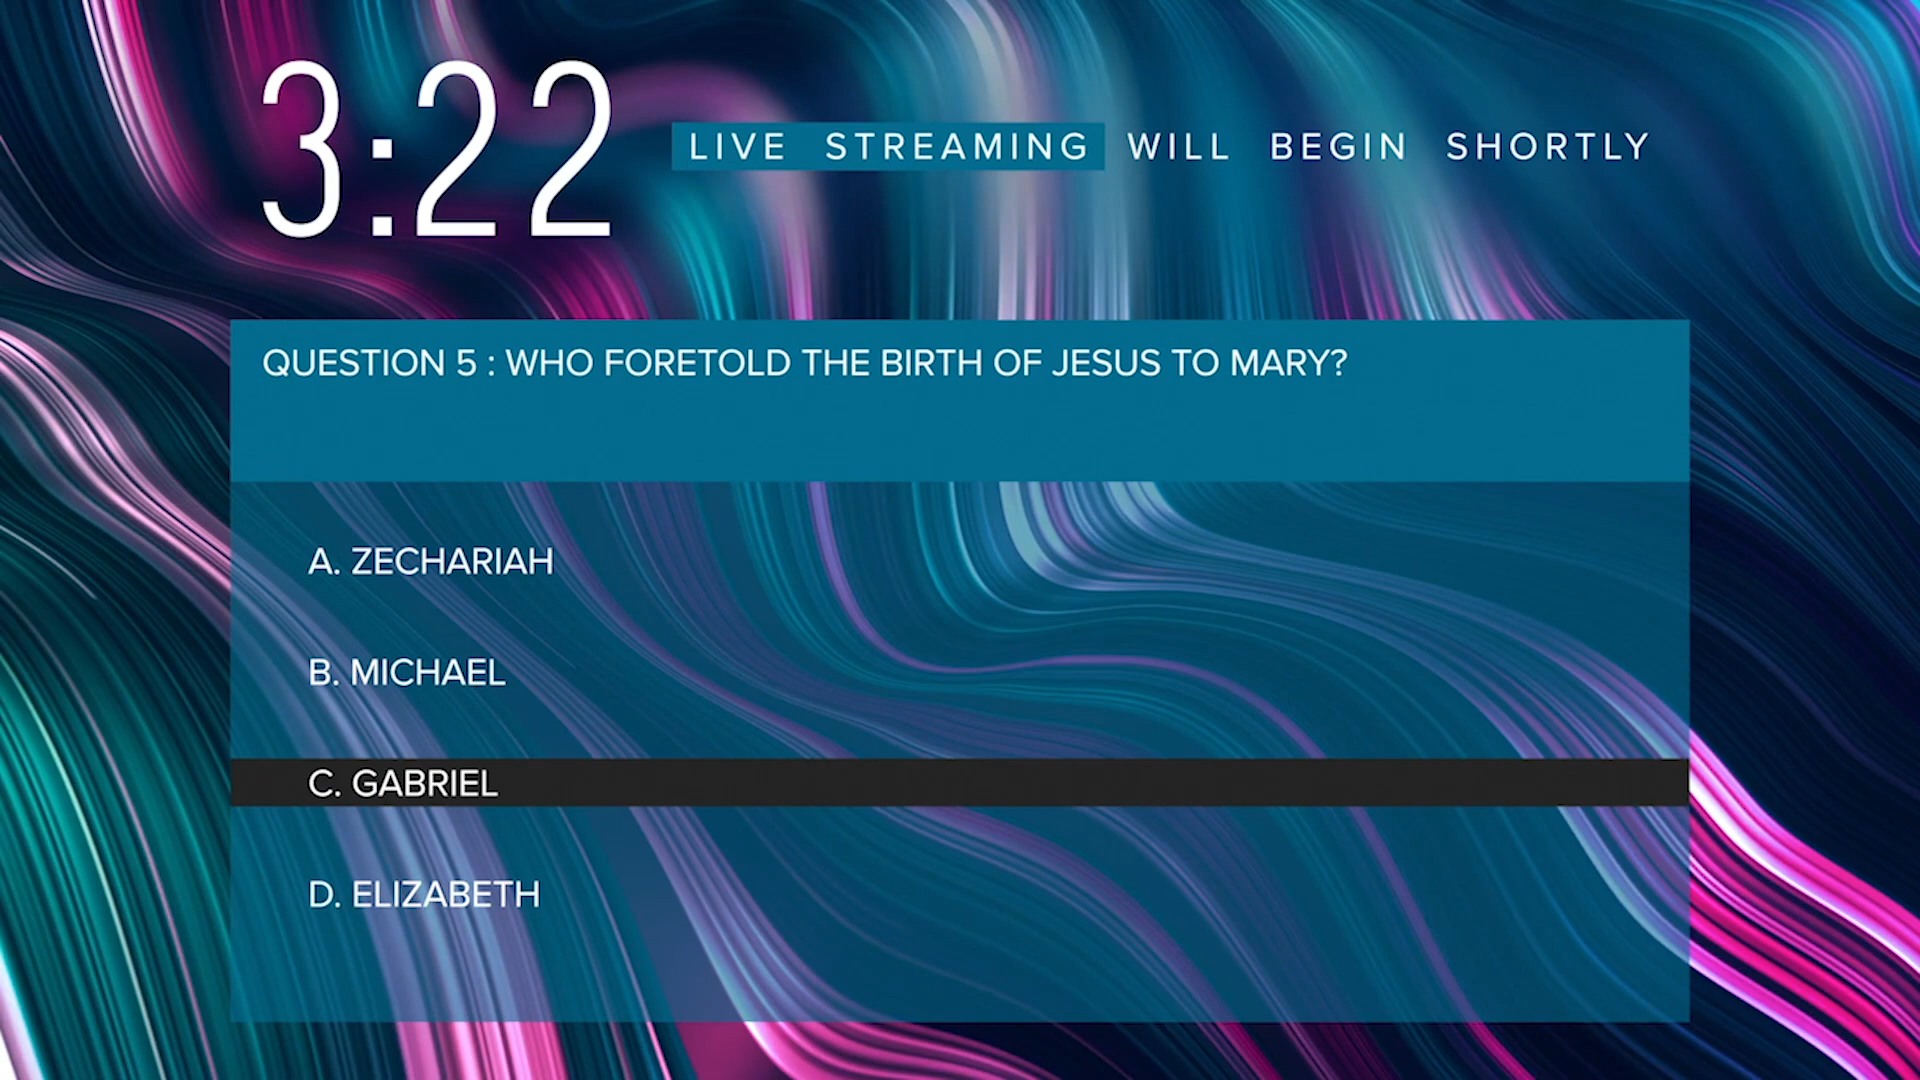 3:22
LIVE STREAMING WILL BEGIN SHORTLY
QUESTION 5 : WHO FORETOLD THE BIRTH OF JESUS TO MARY?
A. ZECHARIAH
B. MICHAEL
C. GABRIEL
D. ELIZABETH